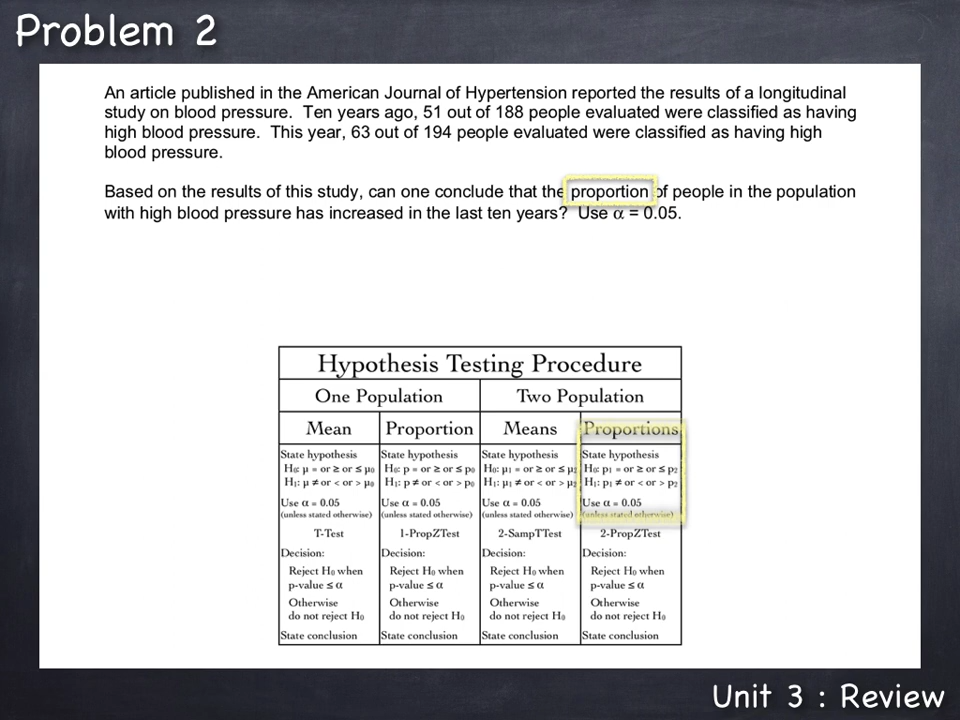 Problem 2
An article published in the American Journal of Hypertension reported the results of a longitudinal
study on blood pressure.  Ten years ago, 51 out of 188 people evaluated were classified as having
high blood pressure.  This year, 63 out of 194 people evaluated were classified as having high
blood pressure.
Based on the results of this study, can one conclude that the proportion of people in the population
with high blood pressure has increased in the last ten years?  Use α = 0.05.
Hypothesis Testing Procedure
One Population
Two Population
Mean
Proportion
Means
Proportions
State hypothesis
H₀: μ = or ≥ or ≤ μ₀
H₁: μ ≠ or < or > μ₀
Use α = 0.05
(unless stated otherwise)
T-Test
Decision:
Reject H₀ when
p-value ≤ α
Otherwise
do not reject H₀
State conclusion
State hypothesis
H₀: p = or ≥ or ≤ p₀
H₁: p ≠ or < or > p₀
Use α = 0.05
(unless stated otherwise)
1-PropZTest
Decision:
Reject H₀ when
p-value ≤ α
Otherwise
do not reject H₀
State conclusion
State hypothesis
H₀: μ₁ = or ≥ or ≤ μ₂
H₁: μ₁ ≠ or < or > μ₂
Use α = 0.05
(unless stated otherwise)
2-SampTTest
Decision:
Reject H₀ when
p-value ≤ α
Otherwise
do not reject H₀
State conclusion
State hypothesis
H₀: p₁ = or ≥ or ≤ p₂
H₁: p₁ ≠ or < or > p₂
Use α = 0.05
(unless stated otherwise)
2-PropZTest
Decision:
Reject H₀ when
p-value ≤ α
Otherwise
do not reject H₀
State conclusion
Unit 3 : Review